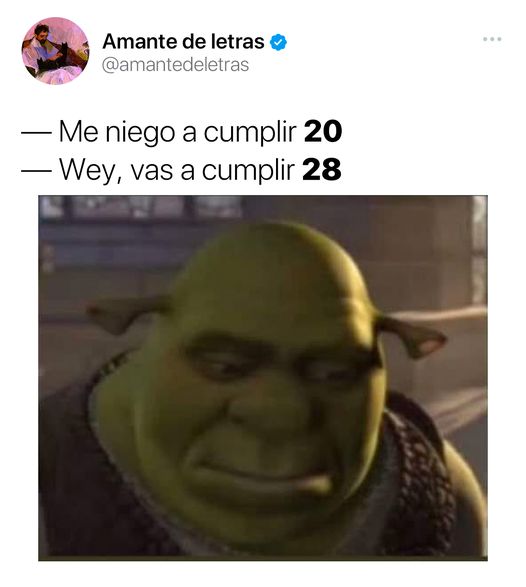 Amante de letras
@amantedeletras
— Me niego a cumplir 20
— Wey, vas a cumplir 28